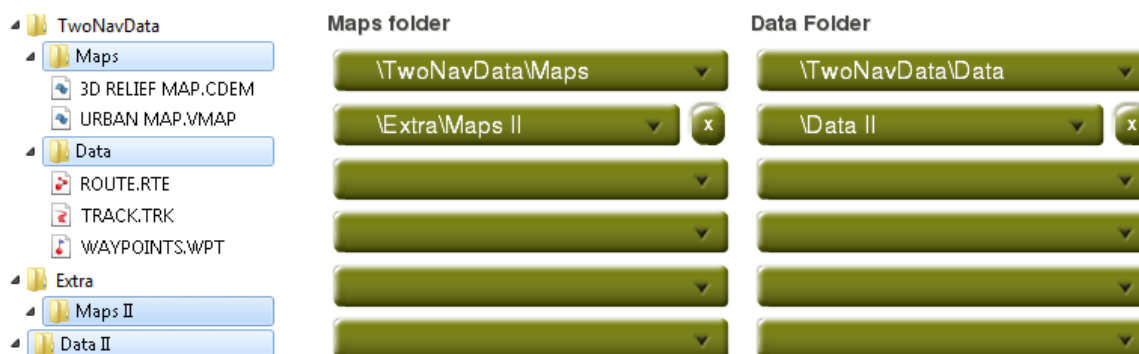 TwoNavData
Maps
3D RELIEF MAP.CDEM
URBAN MAP.VMAP
Data
ROUTE.RTE
TRACK.TRK
WAYPOINTS.WPT
Extra
Maps II
Data II
Maps folder
\TwoNavData\Maps
\Extra\Maps II
x
Data Folder
\TwoNavData\Data
\Data II
x